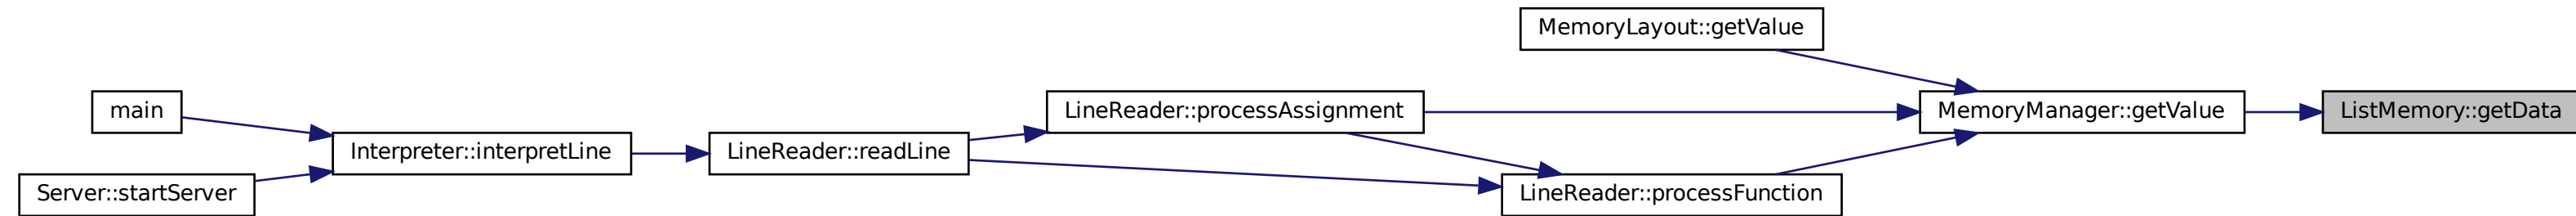 MemoryLayout::getValue
main
LineReader::processAssignment
MemoryManager::getValue
ListMemory::getData
Interpreter::interpretLine
LineReader::readLine
Server::startServer
LineReader::processFunction